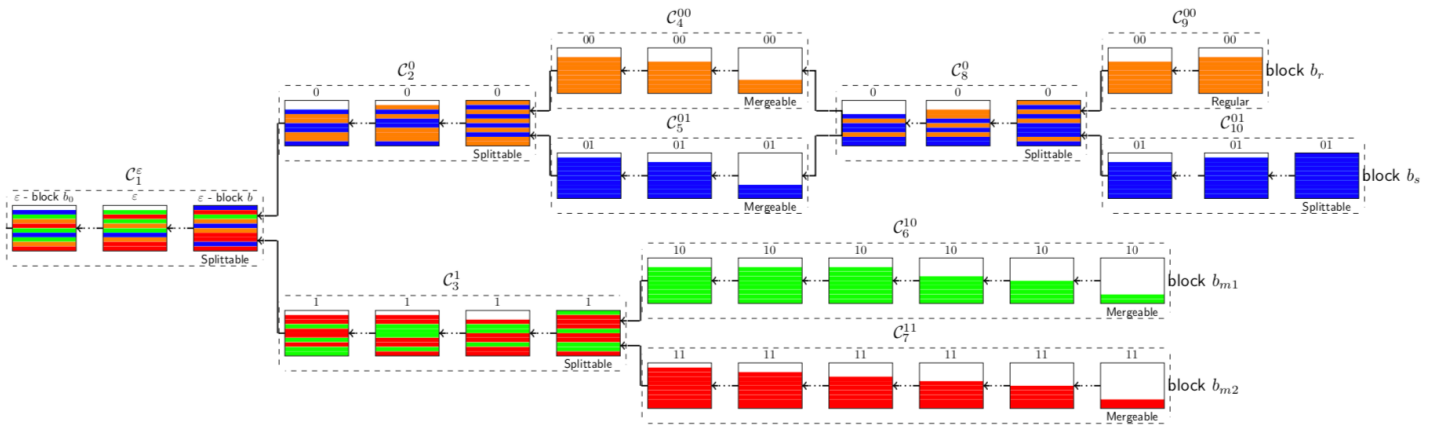 C_4^{00}
00 00 00
Mergeable
C_9^{00}
00 00
block b_r
Regular
C_2^0
0 0 0
Splittable
C_8^0
0 0 0
Splittable
C_5^{01}
01 01 01
Mergeable
C_{10}^{01}
01 01 01
block b_s
Splittable
C_1^ε
ε - block b_0 ε ε - block b
Splittable
C_6^{10}
10 10 10 10 10 10
block b_{m1}
Mergeable
C_3^1
1 1 1 1
Splittable
C_7^{11}
11 11 11 11 11 11
block b_{m2}
Mergeable